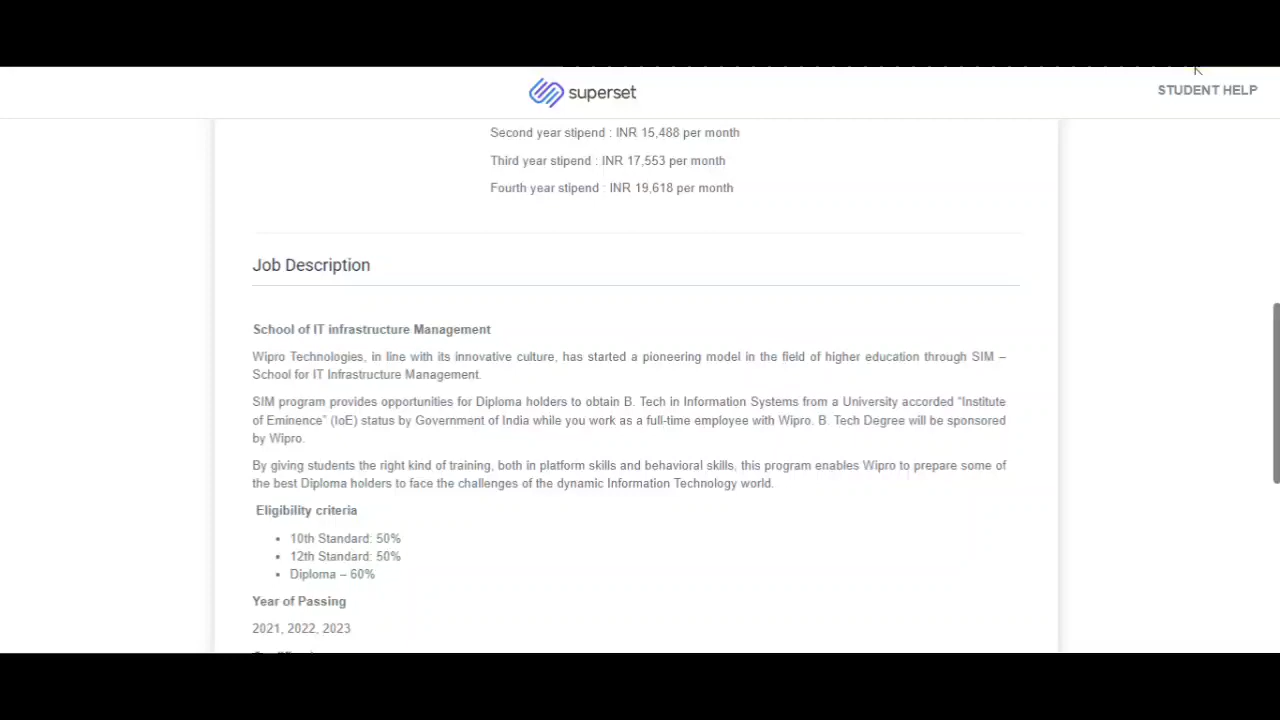 superset
STUDENT HELP
Second year stipend : INR 15,488 per month
Third year stipend : INR 17,553 per month
Fourth year stipend : INR 19,618 per month
Job Description
School of IT infrastructure Management
Wipro Technologies, in line with its innovative culture, has started a pioneering model in the field of higher education through SIM –
School for IT Infrastructure Management.
SIM program provides opportunities for Diploma holders to obtain B. Tech in Information Systems from a University accorded “Institute
of Eminence” (IoE) status by Government of India while you work as a full-time employee with Wipro. B. Tech Degree will be sponsored
by Wipro.
By giving students the right kind of training, both in platform skills and behavioral skills, this program enables Wipro to prepare some of
the best Diploma holders to face the challenges of the dynamic Information Technology world.
Eligibility criteria
• 10th Standard: 50%
• 12th Standard: 50%
• Diploma – 60%
Year of Passing
2021, 2022, 2023